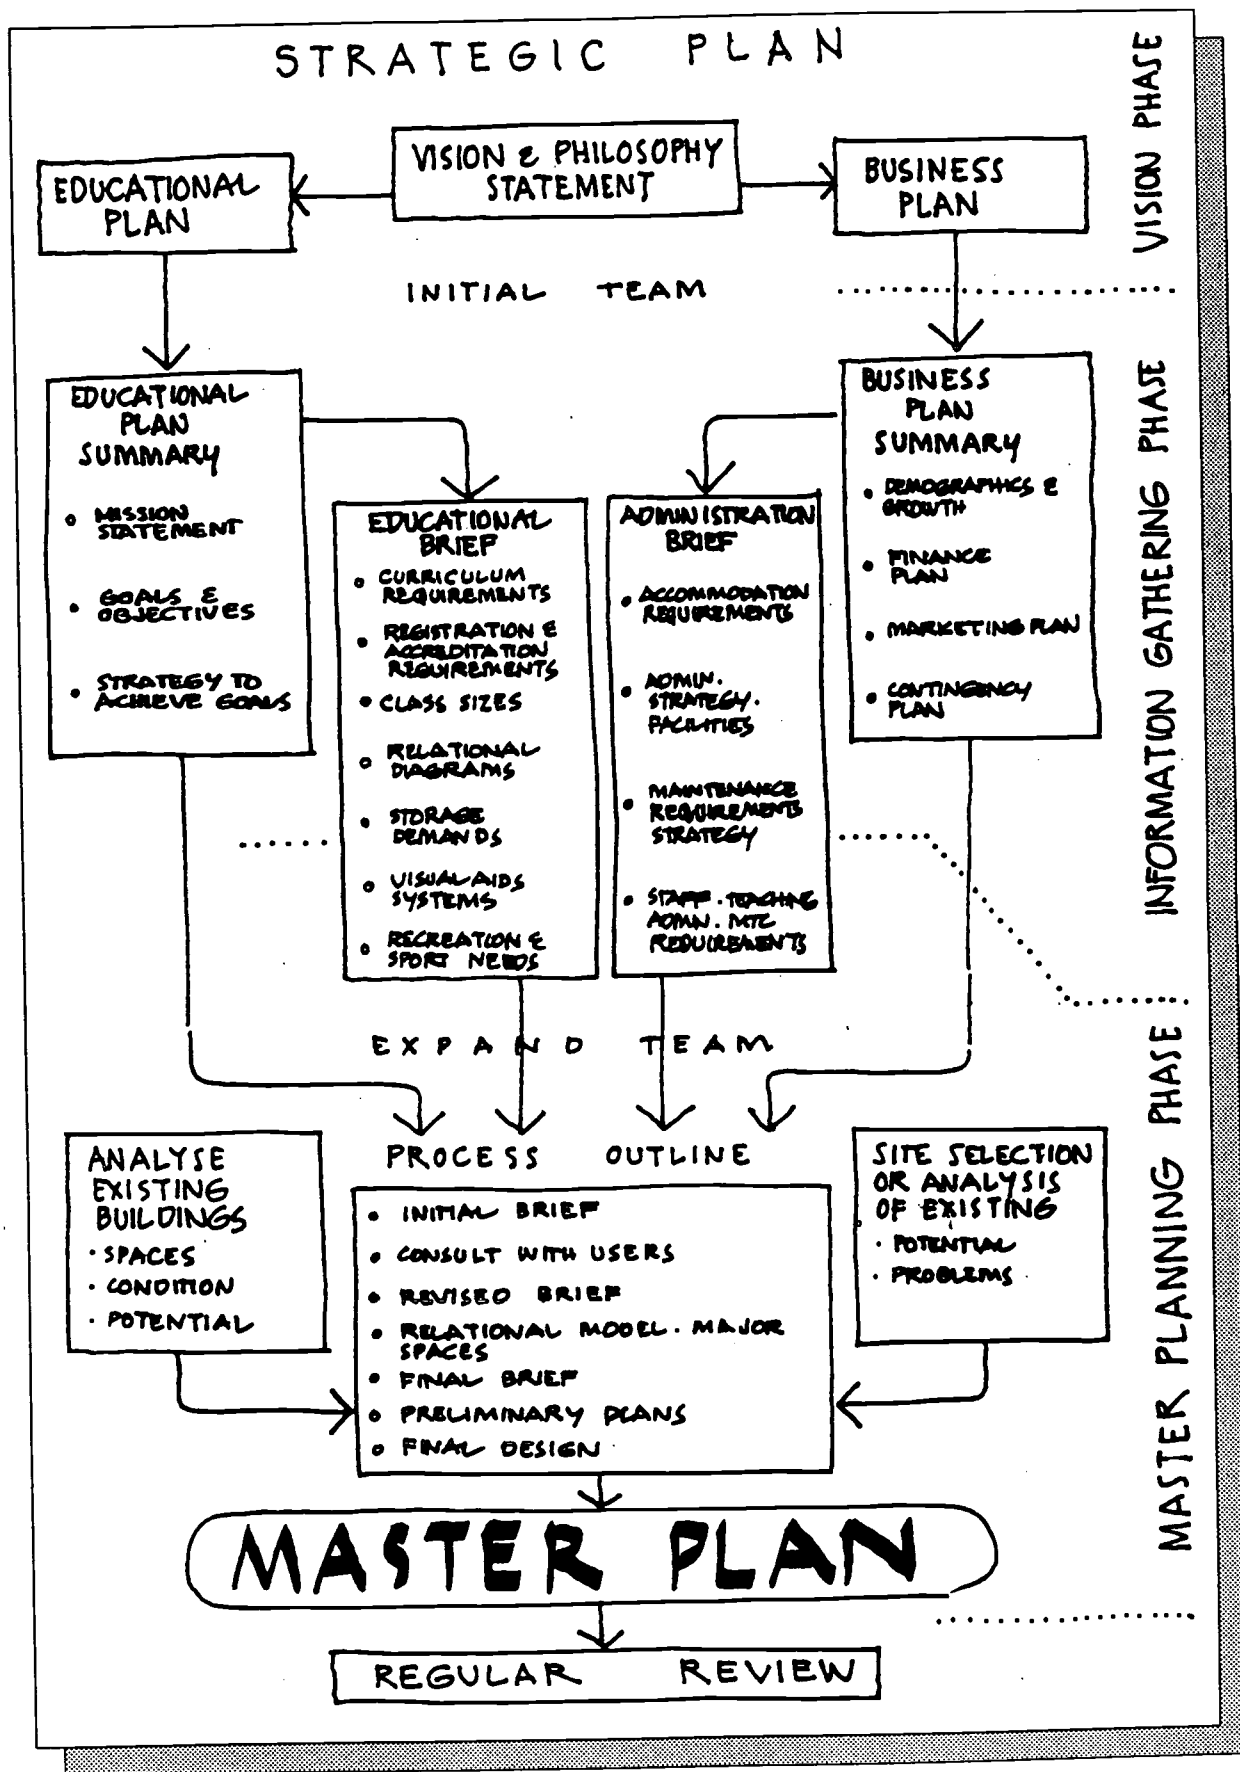 STRATEGIC PLAN
VISION PHASE
VISION & PHILOSOPHY
STATEMENT
EDUCATIONAL
PLAN
BUSINESS
PLAN
INITIAL TEAM
INFORMATION GATHERING PHASE
EDUCATIONAL
PLAN
SUMMARY
• MISSION
STATEMENT
• GOALS &
OBJECTIVES
• STRATEGY TO
ACHIEVE GOALS
EDUCATIONAL
BRIEF
• CURRICULUM
REQUIREMENTS
• REGISTRATION &
ACCREDITATION
REQUIREMENTS
• CLASS SIZES
• RELATIONAL
DIAGRAMS
• STORAGE
DEMANDS
• VISUAL AIDS
SYSTEMS
• RECREATION &
SPORT NEEDS
ADMINISTRATION
BRIEF
• ACCOMMODATION
REQUIREMENTS
• ADMIN.
STRATEGY.
FACILITIES
• MAINTENANCE
REQUIREMENTS
STRATEGY
• STAFF. TEACHING
ADMN. MTC
REQUIREMENTS
BUSINESS
PLAN
SUMMARY
• DEMOGRAPHICS &
GROWTH
• FINANCE
PLAN
• MARKETING PLAN
• CONTINGENCY
PLAN
EXPAND TEAM
MASTER PLANNING PHASE
PROCESS OUTLINE
ANALYSE
EXISTING
BUILDINGS
• SPACES
• CONDITION
• POTENTIAL
• INITIAL BRIEF
• CONSULT WITH USERS
• REVISED BRIEF
• RELATIONAL MODEL. MAJOR
SPACES
• FINAL BRIEF
• PRELIMINARY PLANS
• FINAL DESIGN
SITE SELECTION
OR ANALYSIS
OF EXISTING
• POTENTIAL
• PROBLEMS
MASTER PLAN
REGULAR REVIEW